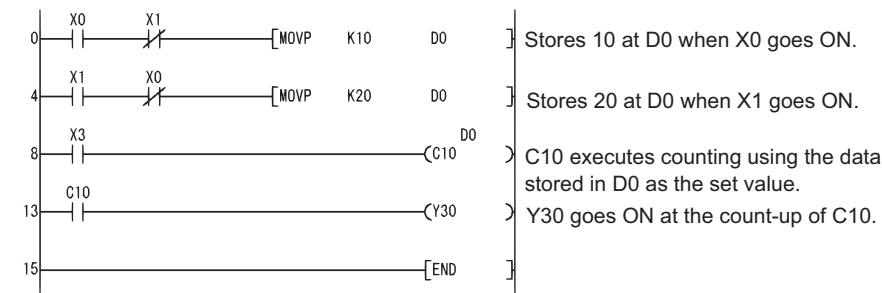 X0 X1
0 MOVP K10 D0 Stores 10 at D0 when X0 goes ON.
X1 X0
4 MOVP K20 D0 Stores 20 at D0 when X1 goes ON.
X3 D0
8 C10 C10 executes counting using the data
stored in D0 as the set value.
C10
13 Y30 Y30 goes ON at the count-up of C10.
15 END